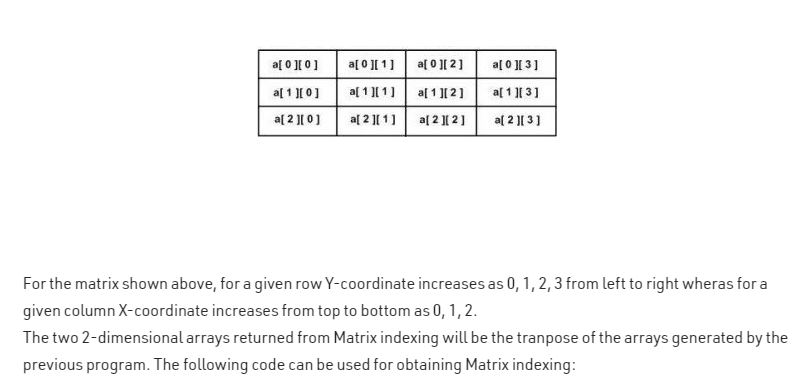 a[ 0 ][ 0 ] a[ 0 ][ 1 ] a[ 0 ][ 2 ] a[ 0 ][ 3 ]
a[ 1 ][ 0 ] a[ 1 ][ 1 ] a[ 1 ][ 2 ] a[ 1 ][ 3 ]
a[ 2 ][ 0 ] a[ 2 ][ 1 ] a[ 2 ][ 2 ] a[ 2 ][ 3 ]
For the matrix shown above, for a given row Y-coordinate increases as 0, 1, 2, 3 from left to right wheras for a
given column X-coordinate increases from top to bottom as 0, 1, 2.
The two 2-dimensional arrays returned from Matrix indexing will be the tranpose of the arrays generated by the
previous program. The following code can be used for obtaining Matrix indexing: